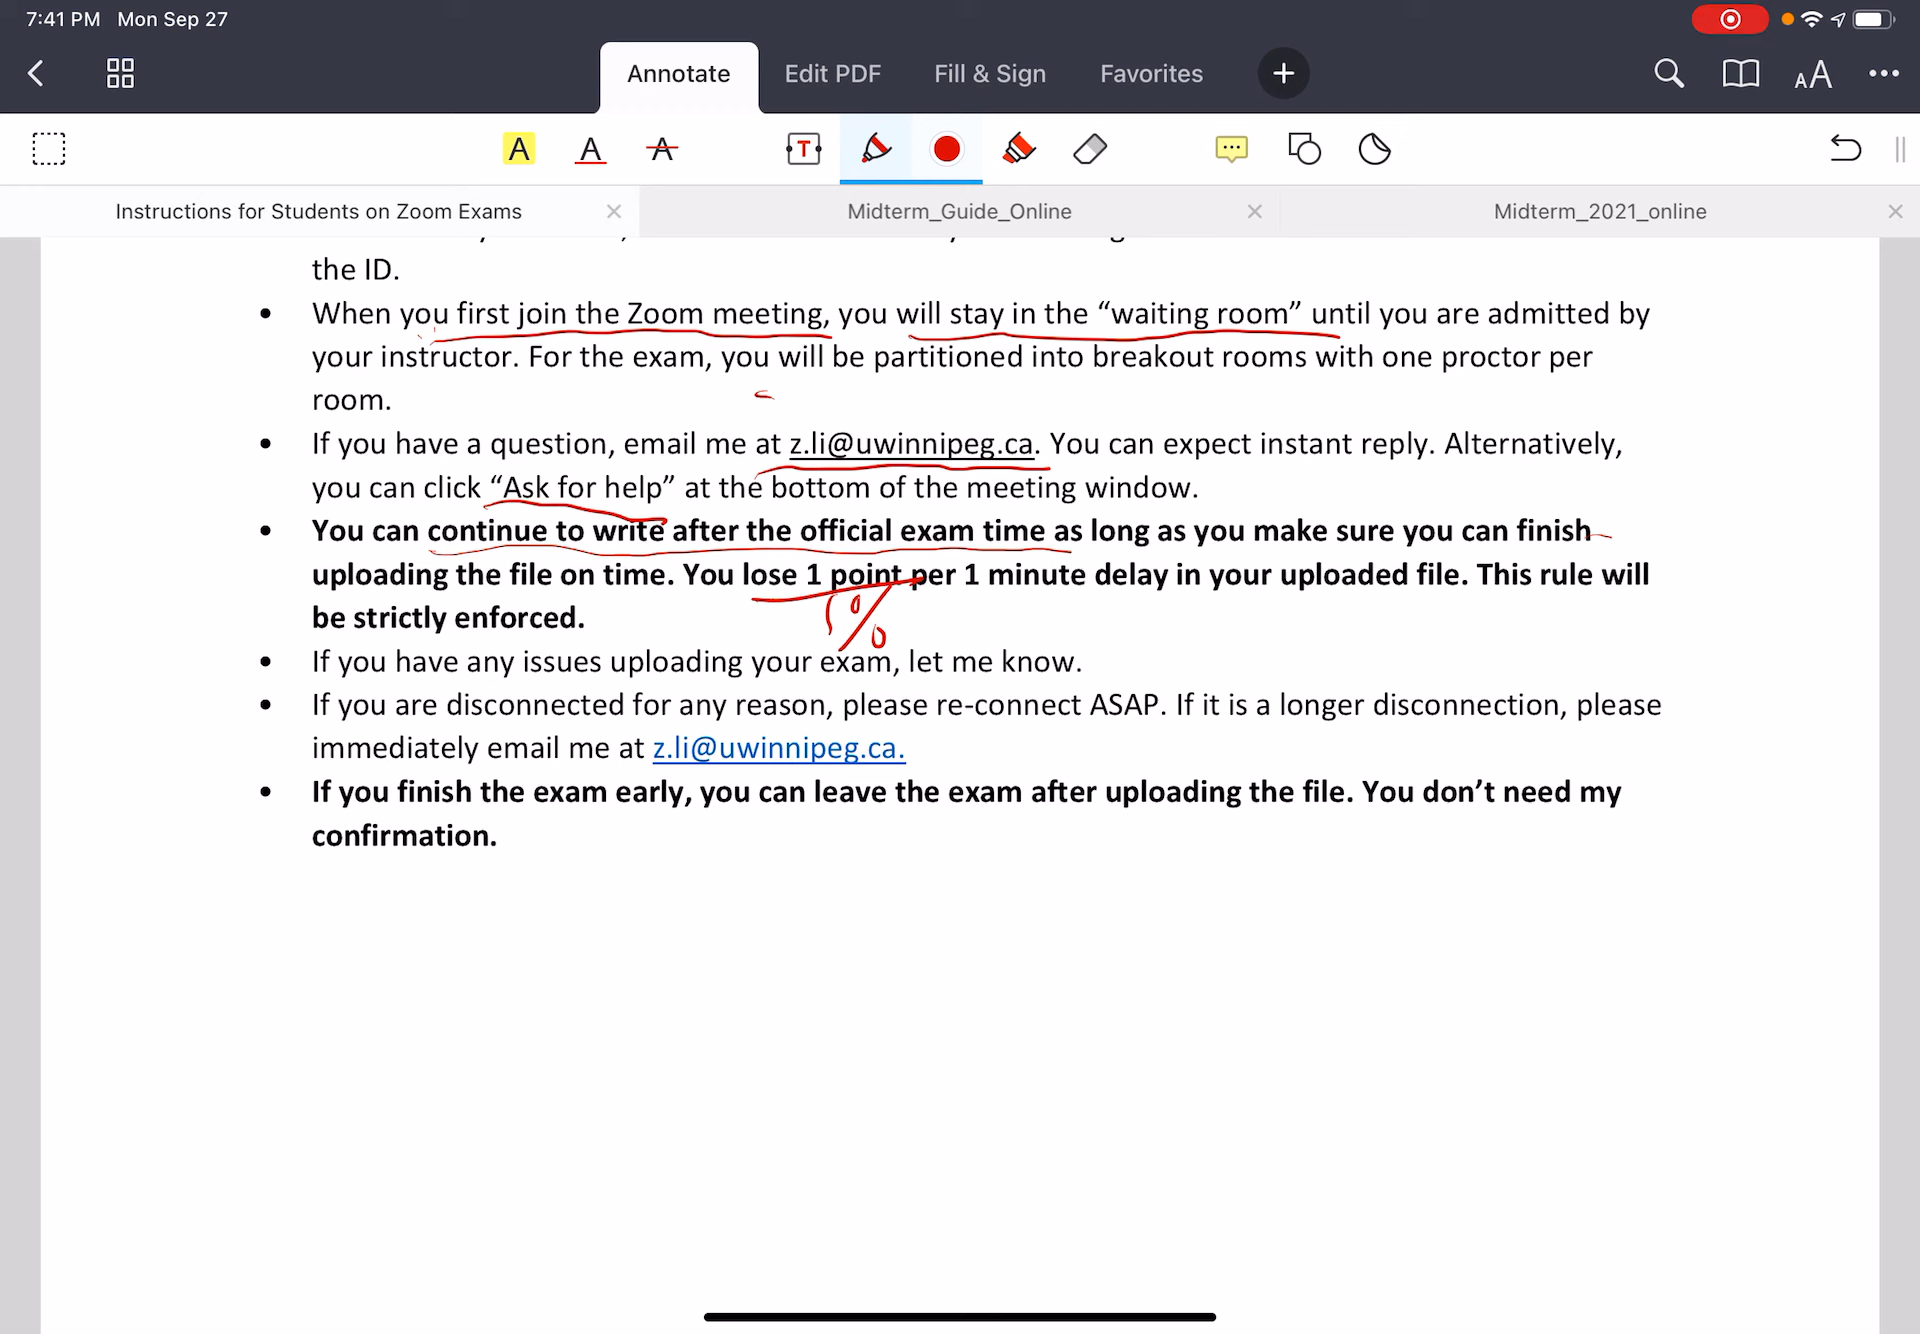 7:41 PM Mon Sep 27
Annotate Edit PDF Fill & Sign Favorites
Instructions for Students on Zoom Exams Midterm_Guide_Online Midterm_2021_online
the ID.
• When you first join the Zoom meeting, you will stay in the “waiting room” until you are admitted by
your instructor. For the exam, you will be partitioned into breakout rooms with one proctor per
room.
• If you have a question, email me at z.li@uwinnipeg.ca. You can expect instant reply. Alternatively,
you can click “Ask for help” at the bottom of the meeting window.
• You can continue to write after the official exam time as long as you make sure you can finish
uploading the file on time. You lose 1 point per 1 minute delay in your uploaded file. This rule will
be strictly enforced.
1%
• If you have any issues uploading your exam, let me know.
• If you are disconnected for any reason, please re-connect ASAP. If it is a longer disconnection, please
immediately email me at z.li@uwinnipeg.ca.
• If you finish the exam early, you can leave the exam after uploading the file. You don’t need my
confirmation.